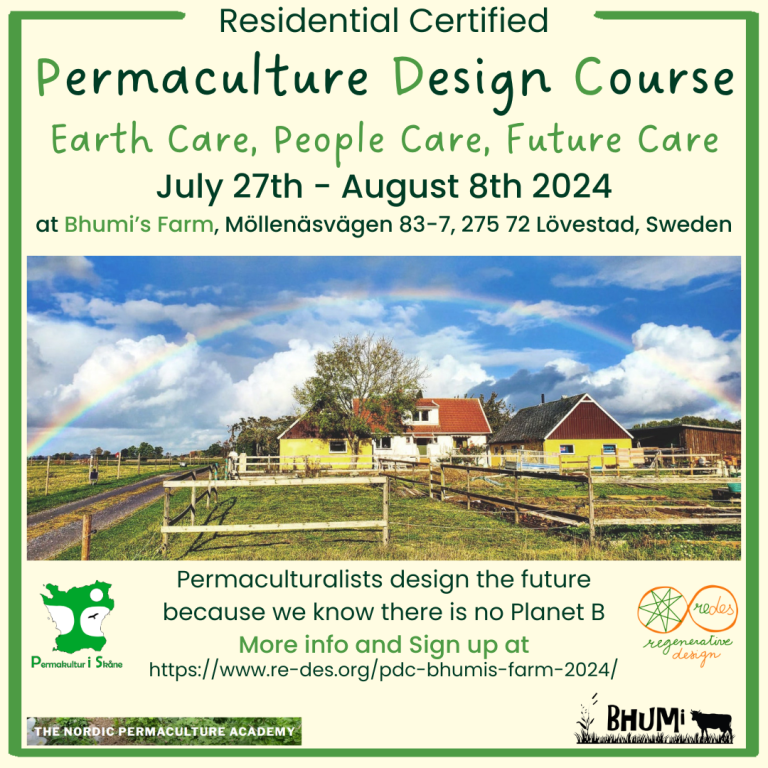 Residential Certified
Permaculture Design Course
Earth Care, People Care, Future Care
July 27th - August 8th 2024
at Bhumi's Farm, Möllenäsvägen 83-7, 275 72 Lövestad, Sweden
Permaculturalists design the future
because we know there is no Planet B
More info and Sign up at
https://www.re-des.org/pdc-bhumis-farm-2024/
Permakultur i Skåne
redes
regenerative
design
THE NORDIC PERMACULTURE ACADEMY
BHUMi